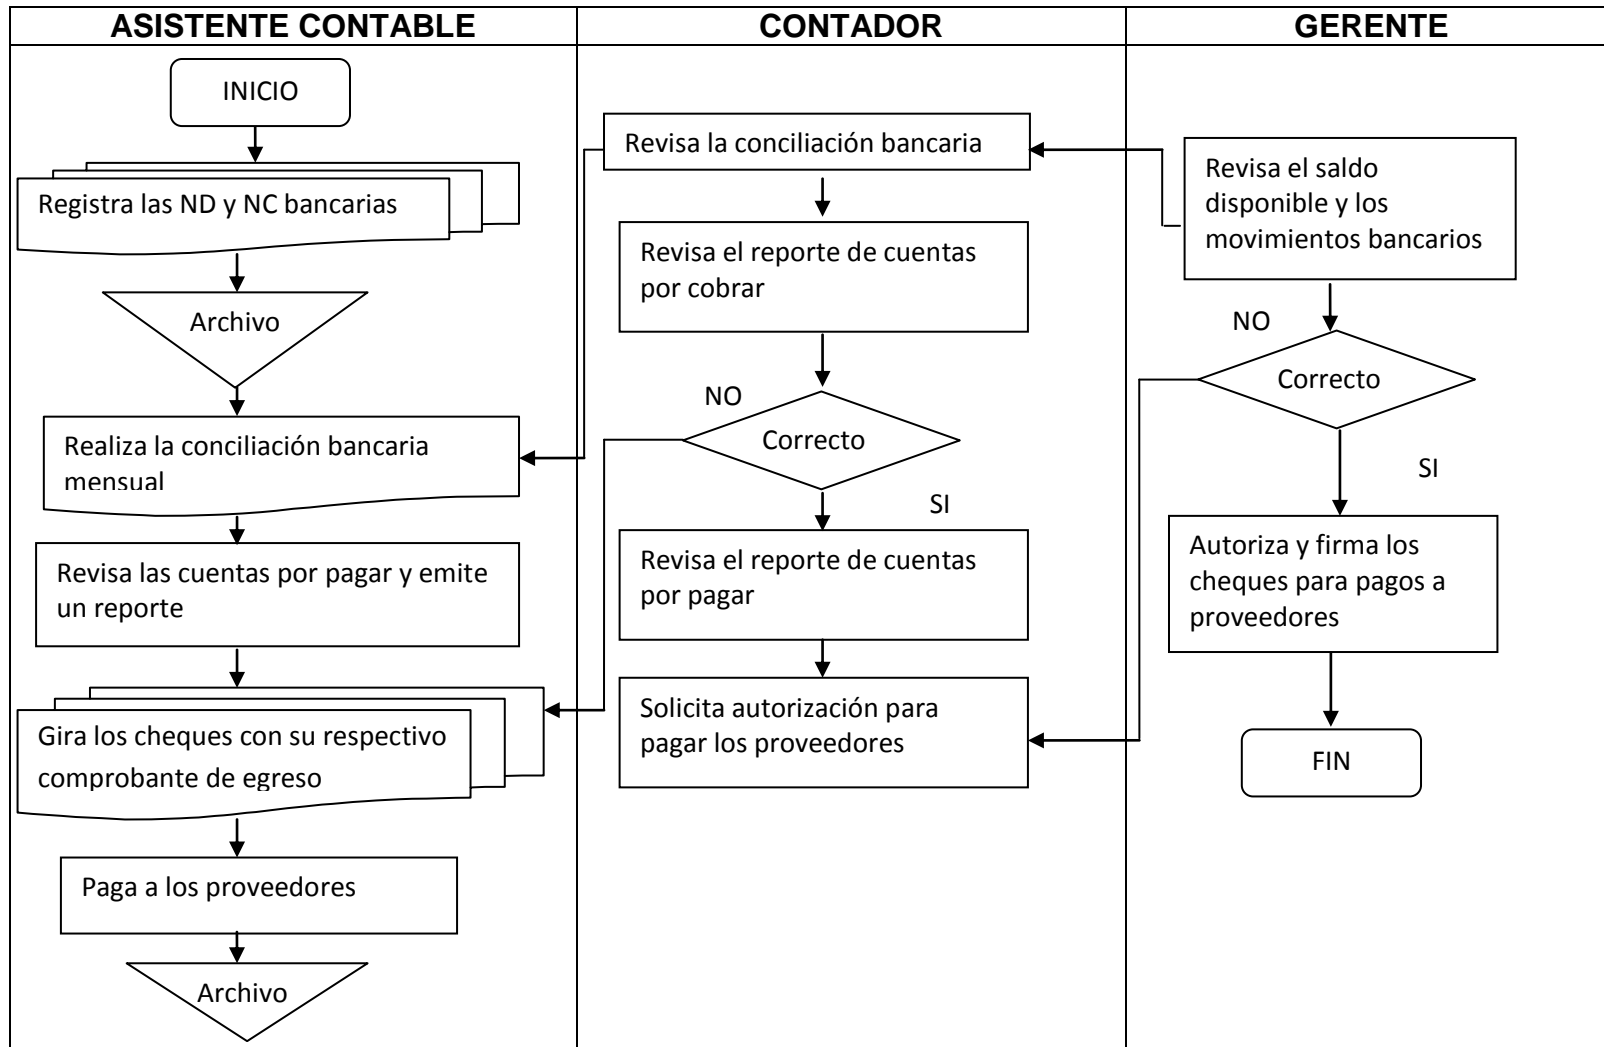 ASISTENTE CONTABLE
CONTADOR
GERENTE
INICIO
Registra las ND y NC bancarias
Archivo
Realiza la conciliación bancaria
mensual
Revisa las cuentas por pagar y emite
un reporte
Gira los cheques con su respectivo
comprobante de egreso
Paga a los proveedores
Archivo
Revisa la conciliación bancaria
Revisa el reporte de cuentas
por cobrar
NO
Correcto
SI
Revisa el reporte de cuentas
por pagar
Solicita autorización para
pagar los proveedores
Revisa el saldo
disponible y los
movimientos bancarios
NO
Correcto
SI
Autoriza y firma los
cheques para pagos a
proveedores
FIN